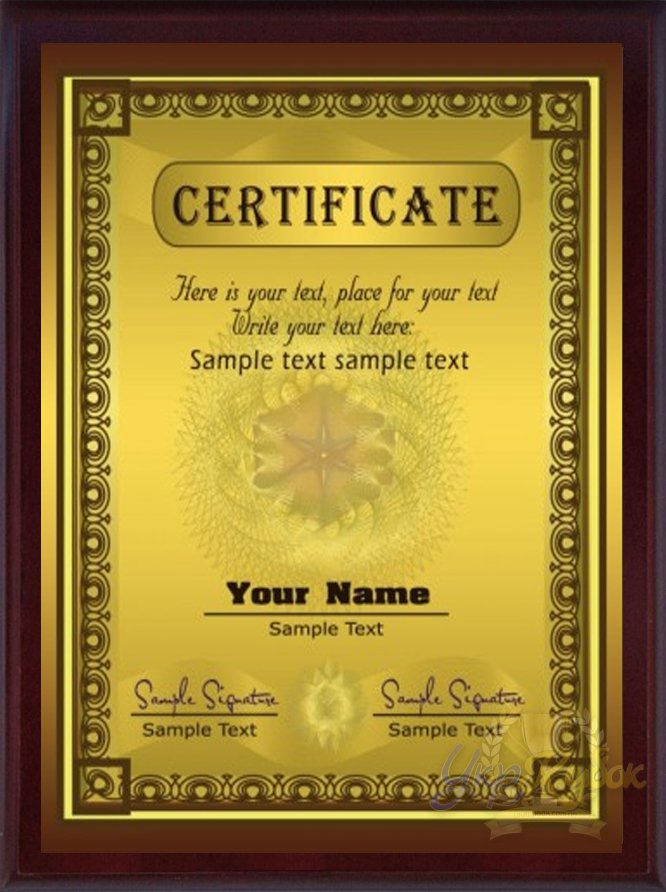 CERTIFICATE
Here is your text, place for your text
Write your text here:
Sample text sample text
Your Name
Sample Text
Sample Signature
Sample Signature
Sample Text
Sample Text